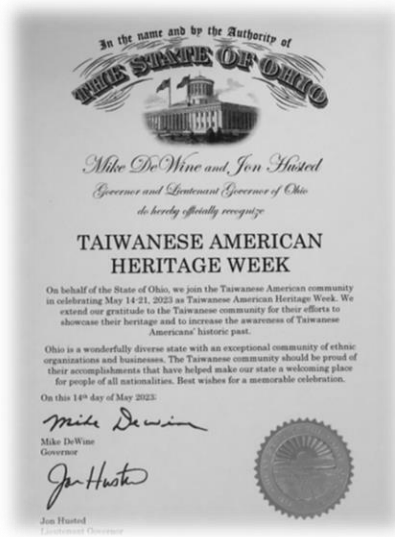 In the name and by the Authority of
THE STATE OF OHIO
Mike DeWine and Jon Husted
Governor and Lieutenant Governor of Ohio
do hereby officially recognize
TAIWANESE AMERICAN
HERITAGE WEEK
On behalf of the State of Ohio, we join the Taiwanese American community
in celebrating May 14-21, 2023 as Taiwanese American Heritage Week. We
extend our gratitude to the Taiwanese community for their efforts to
showcase their heritage and to increase the awareness of Taiwanese
Americans' historic past.
Ohio is a wonderfully diverse state with an exceptional community of ethnic
organizations and businesses. The Taiwanese community should be proud of
their accomplishments that have helped make our state a welcoming place
for people of all nationalities. Best wishes for a memorable celebration.
On this 14th day of May 2023:
Mike DeWine
Mike DeWine
Governor
Jon Husted
Jon Husted
Lieutenant Governor